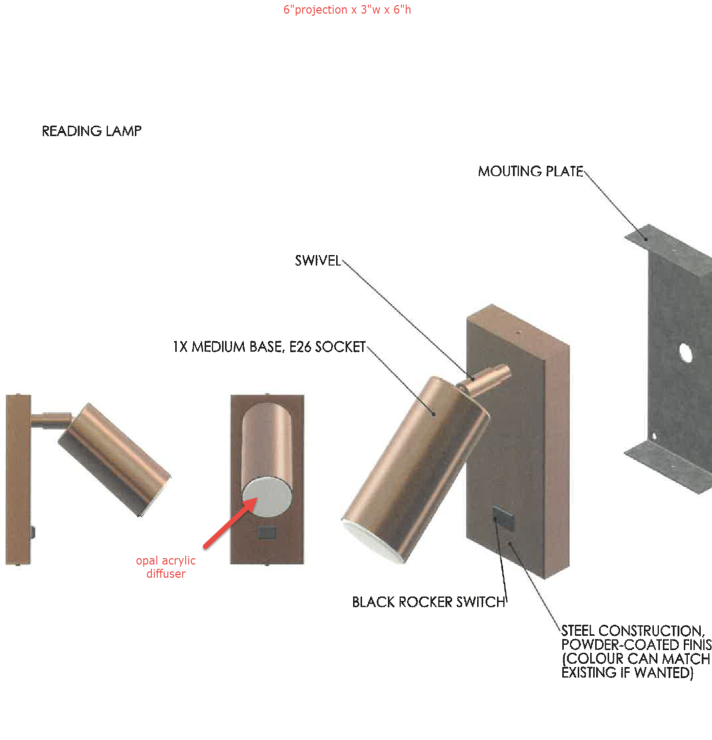 6"projection x 3"w x 6"h
READING LAMP
MOUTING PLATE
SWIVEL
1X MEDIUM BASE, E26 SOCKET
opal acrylic
diffuser
BLACK ROCKER SWITCH
STEEL CONSTRUCTION,
POWDER-COATED FINIS
(COLOUR CAN MATCH
EXISTING IF WANTED)